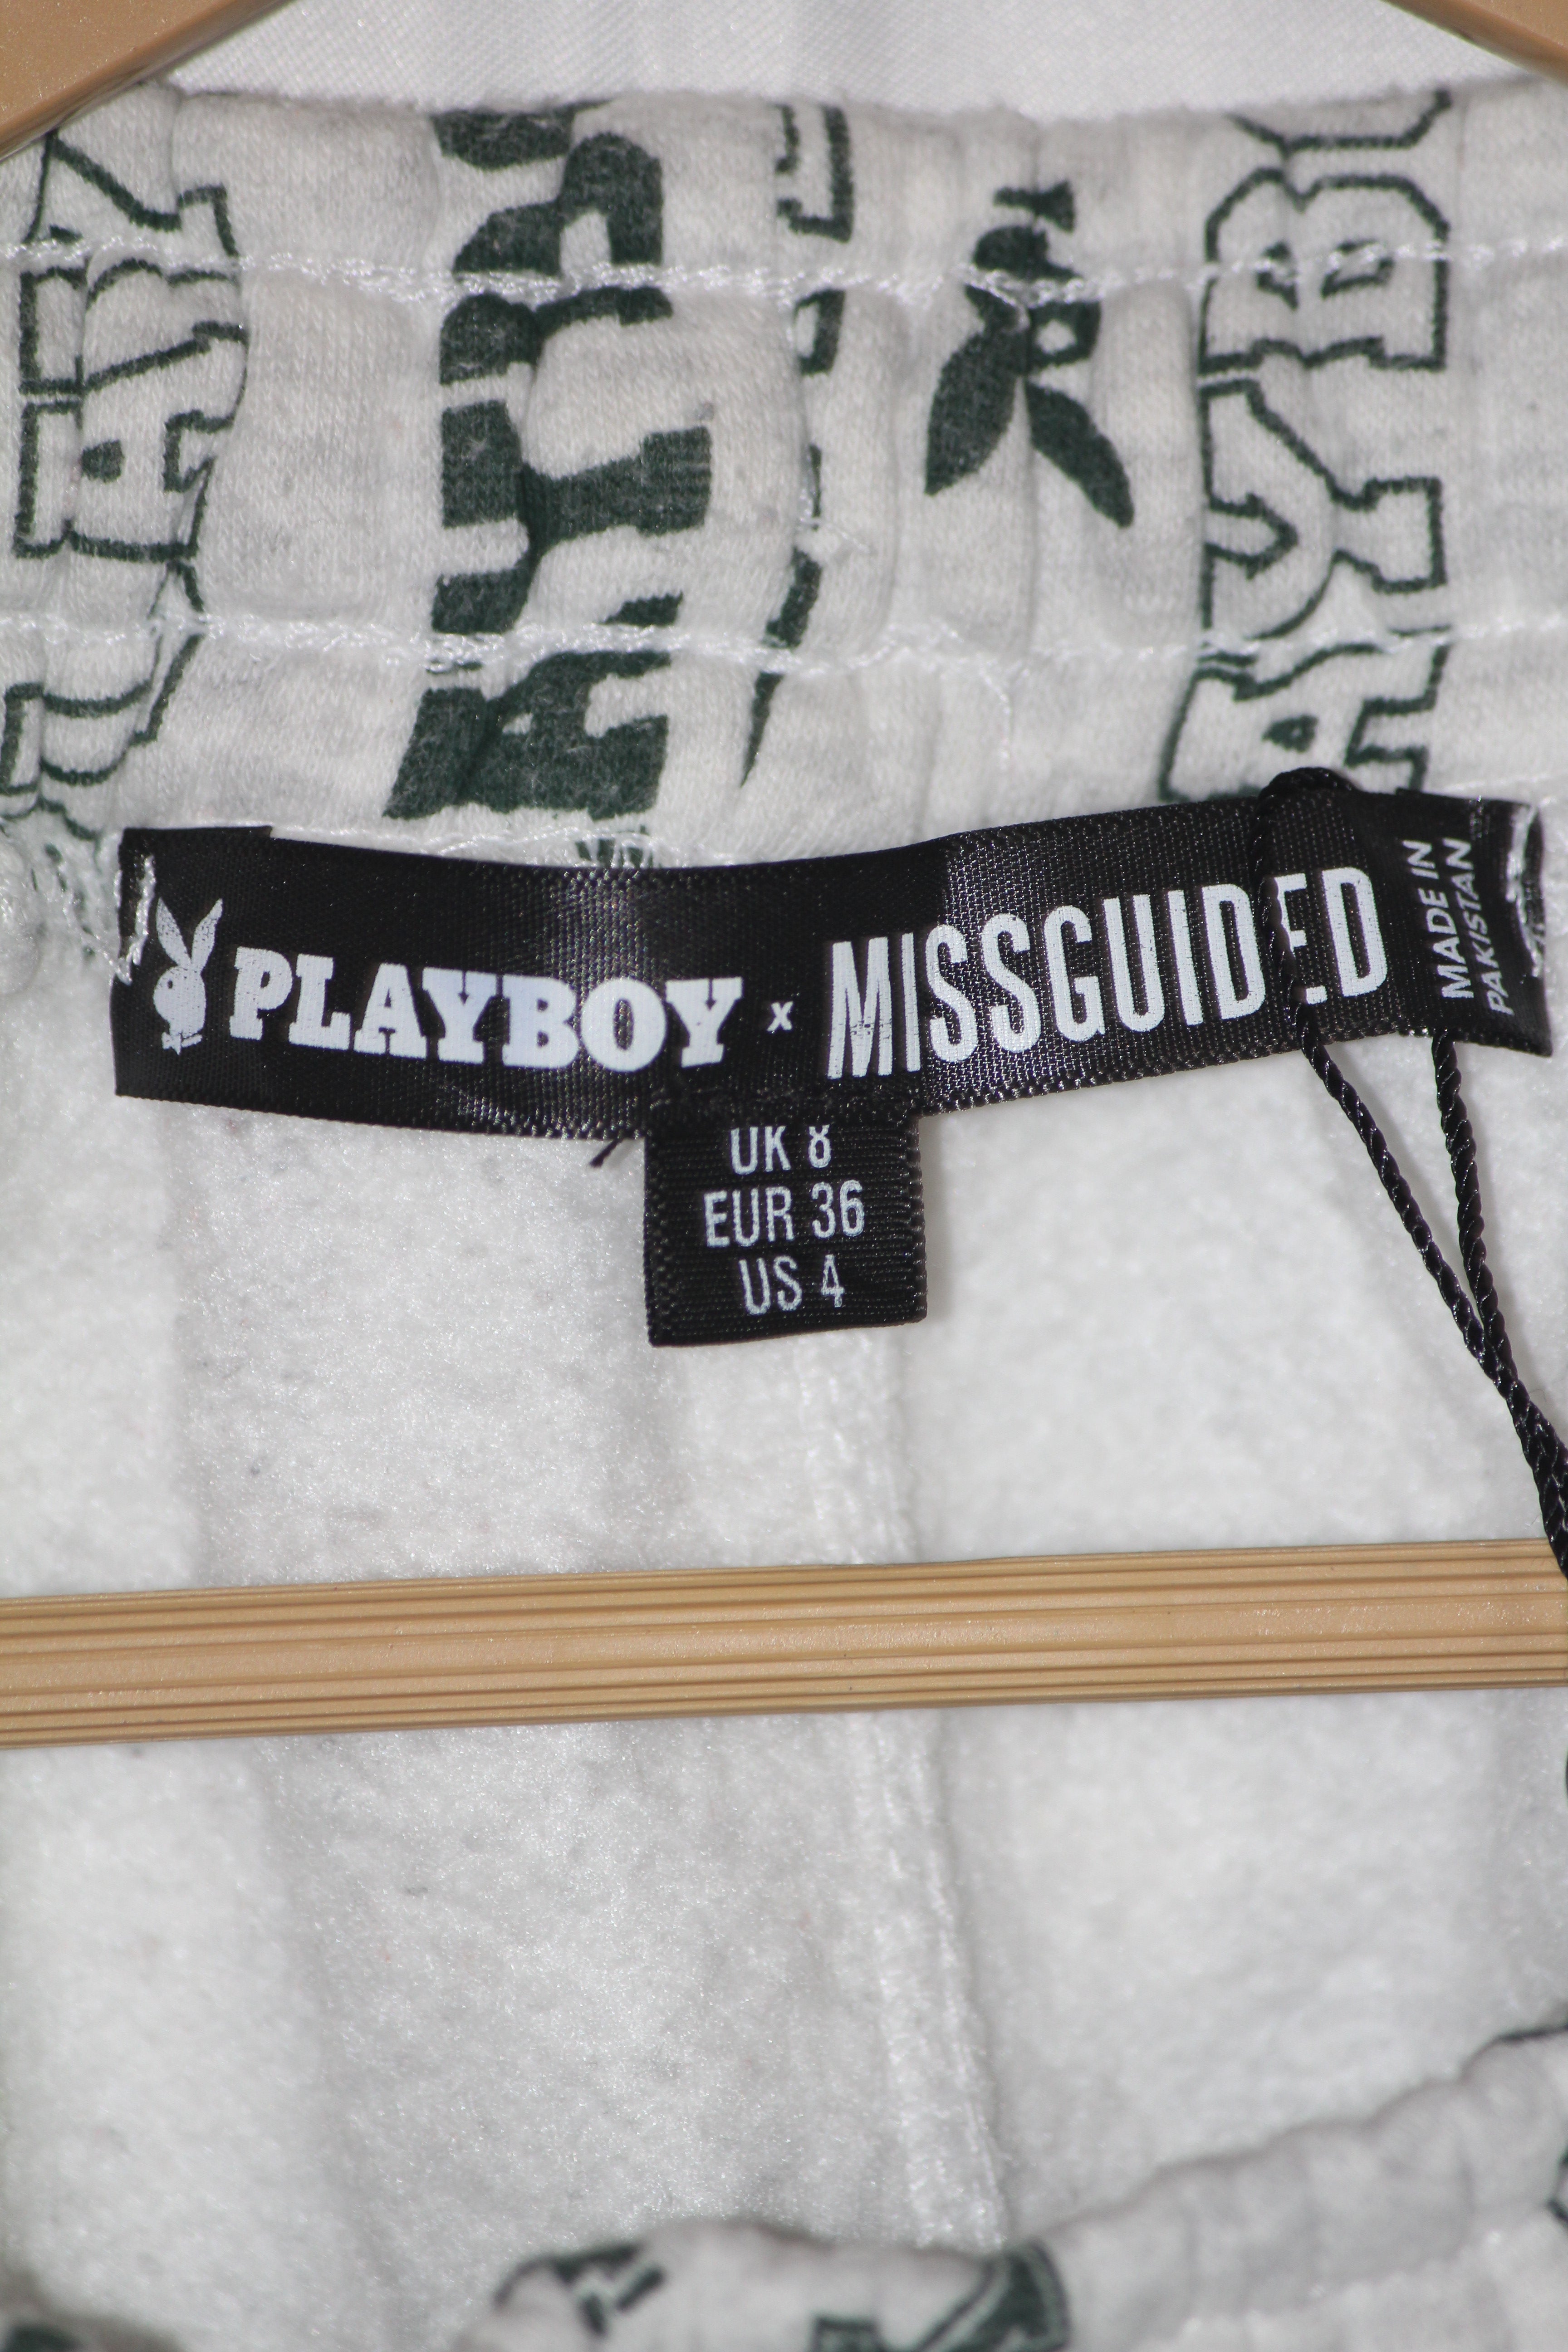 PLAYBOY x MISSGUIDED
MADE IN
PAKISTAN
UK 8
EUR 36
US 4